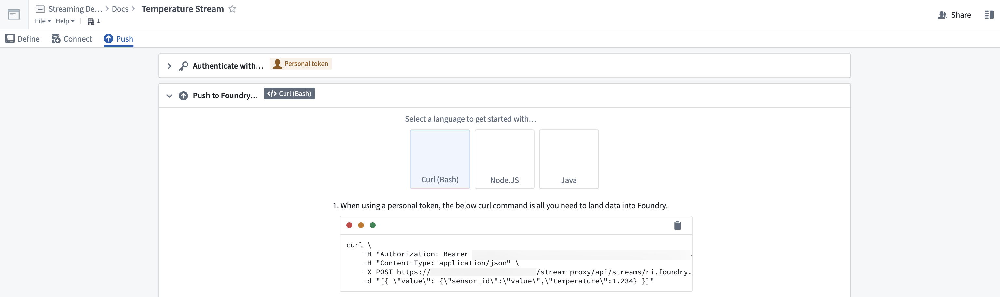 Streaming De... > Docs > Temperature Stream
File Help 1
Share
Define Connect Push
Authenticate with... Personal token
Push to Foundry... </> Curl (Bash)
Select a language to get started with...
Curl (Bash) Node.JS Java
1. When using a personal token, the below curl command is all you need to land data into Foundry.
curl \
-H "Authorization: Bearer
-H "Content-Type: application/json" \
-X POST https:// /stream-proxy/api/streams/ri.foundry.
-d "[{ \"value\": {\"sensor_id\":\"value\",\"temperature\":1.234} }]"